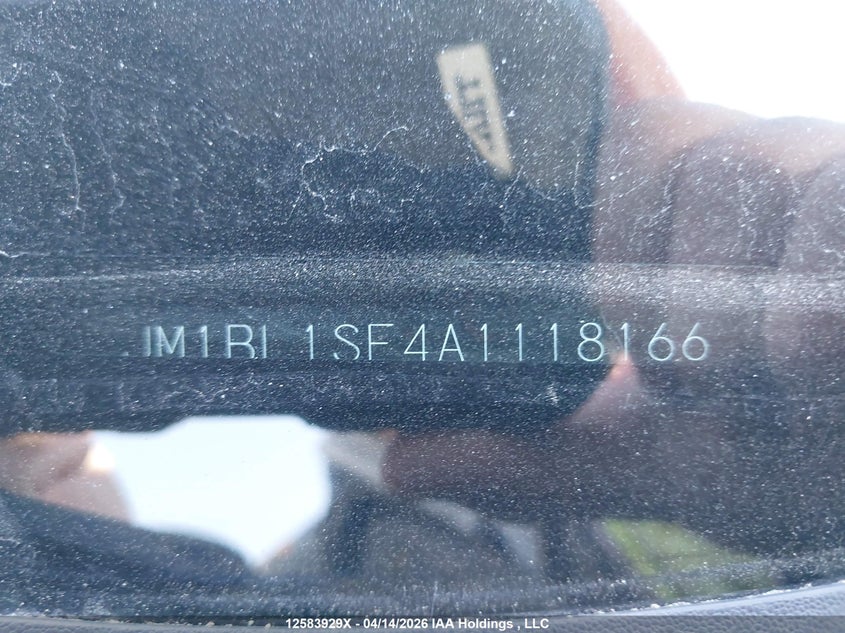 JM1BL1SF4A1118166
12583929X - 04/14/2026 IAA Holdings , LLC